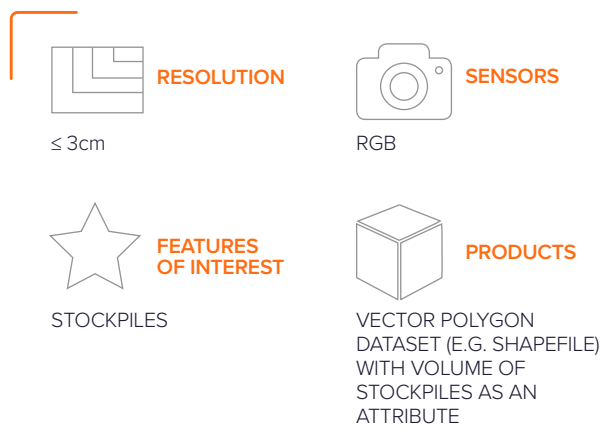 RESOLUTION
≤ 3cm
SENSORS
RGB
FEATURES
OF INTEREST
STOCKPILES
PRODUCTS
VECTOR POLYGON
DATASET (E.G. SHAPEFILE)
WITH VOLUME OF
STOCKPILES AS AN
ATTRIBUTE